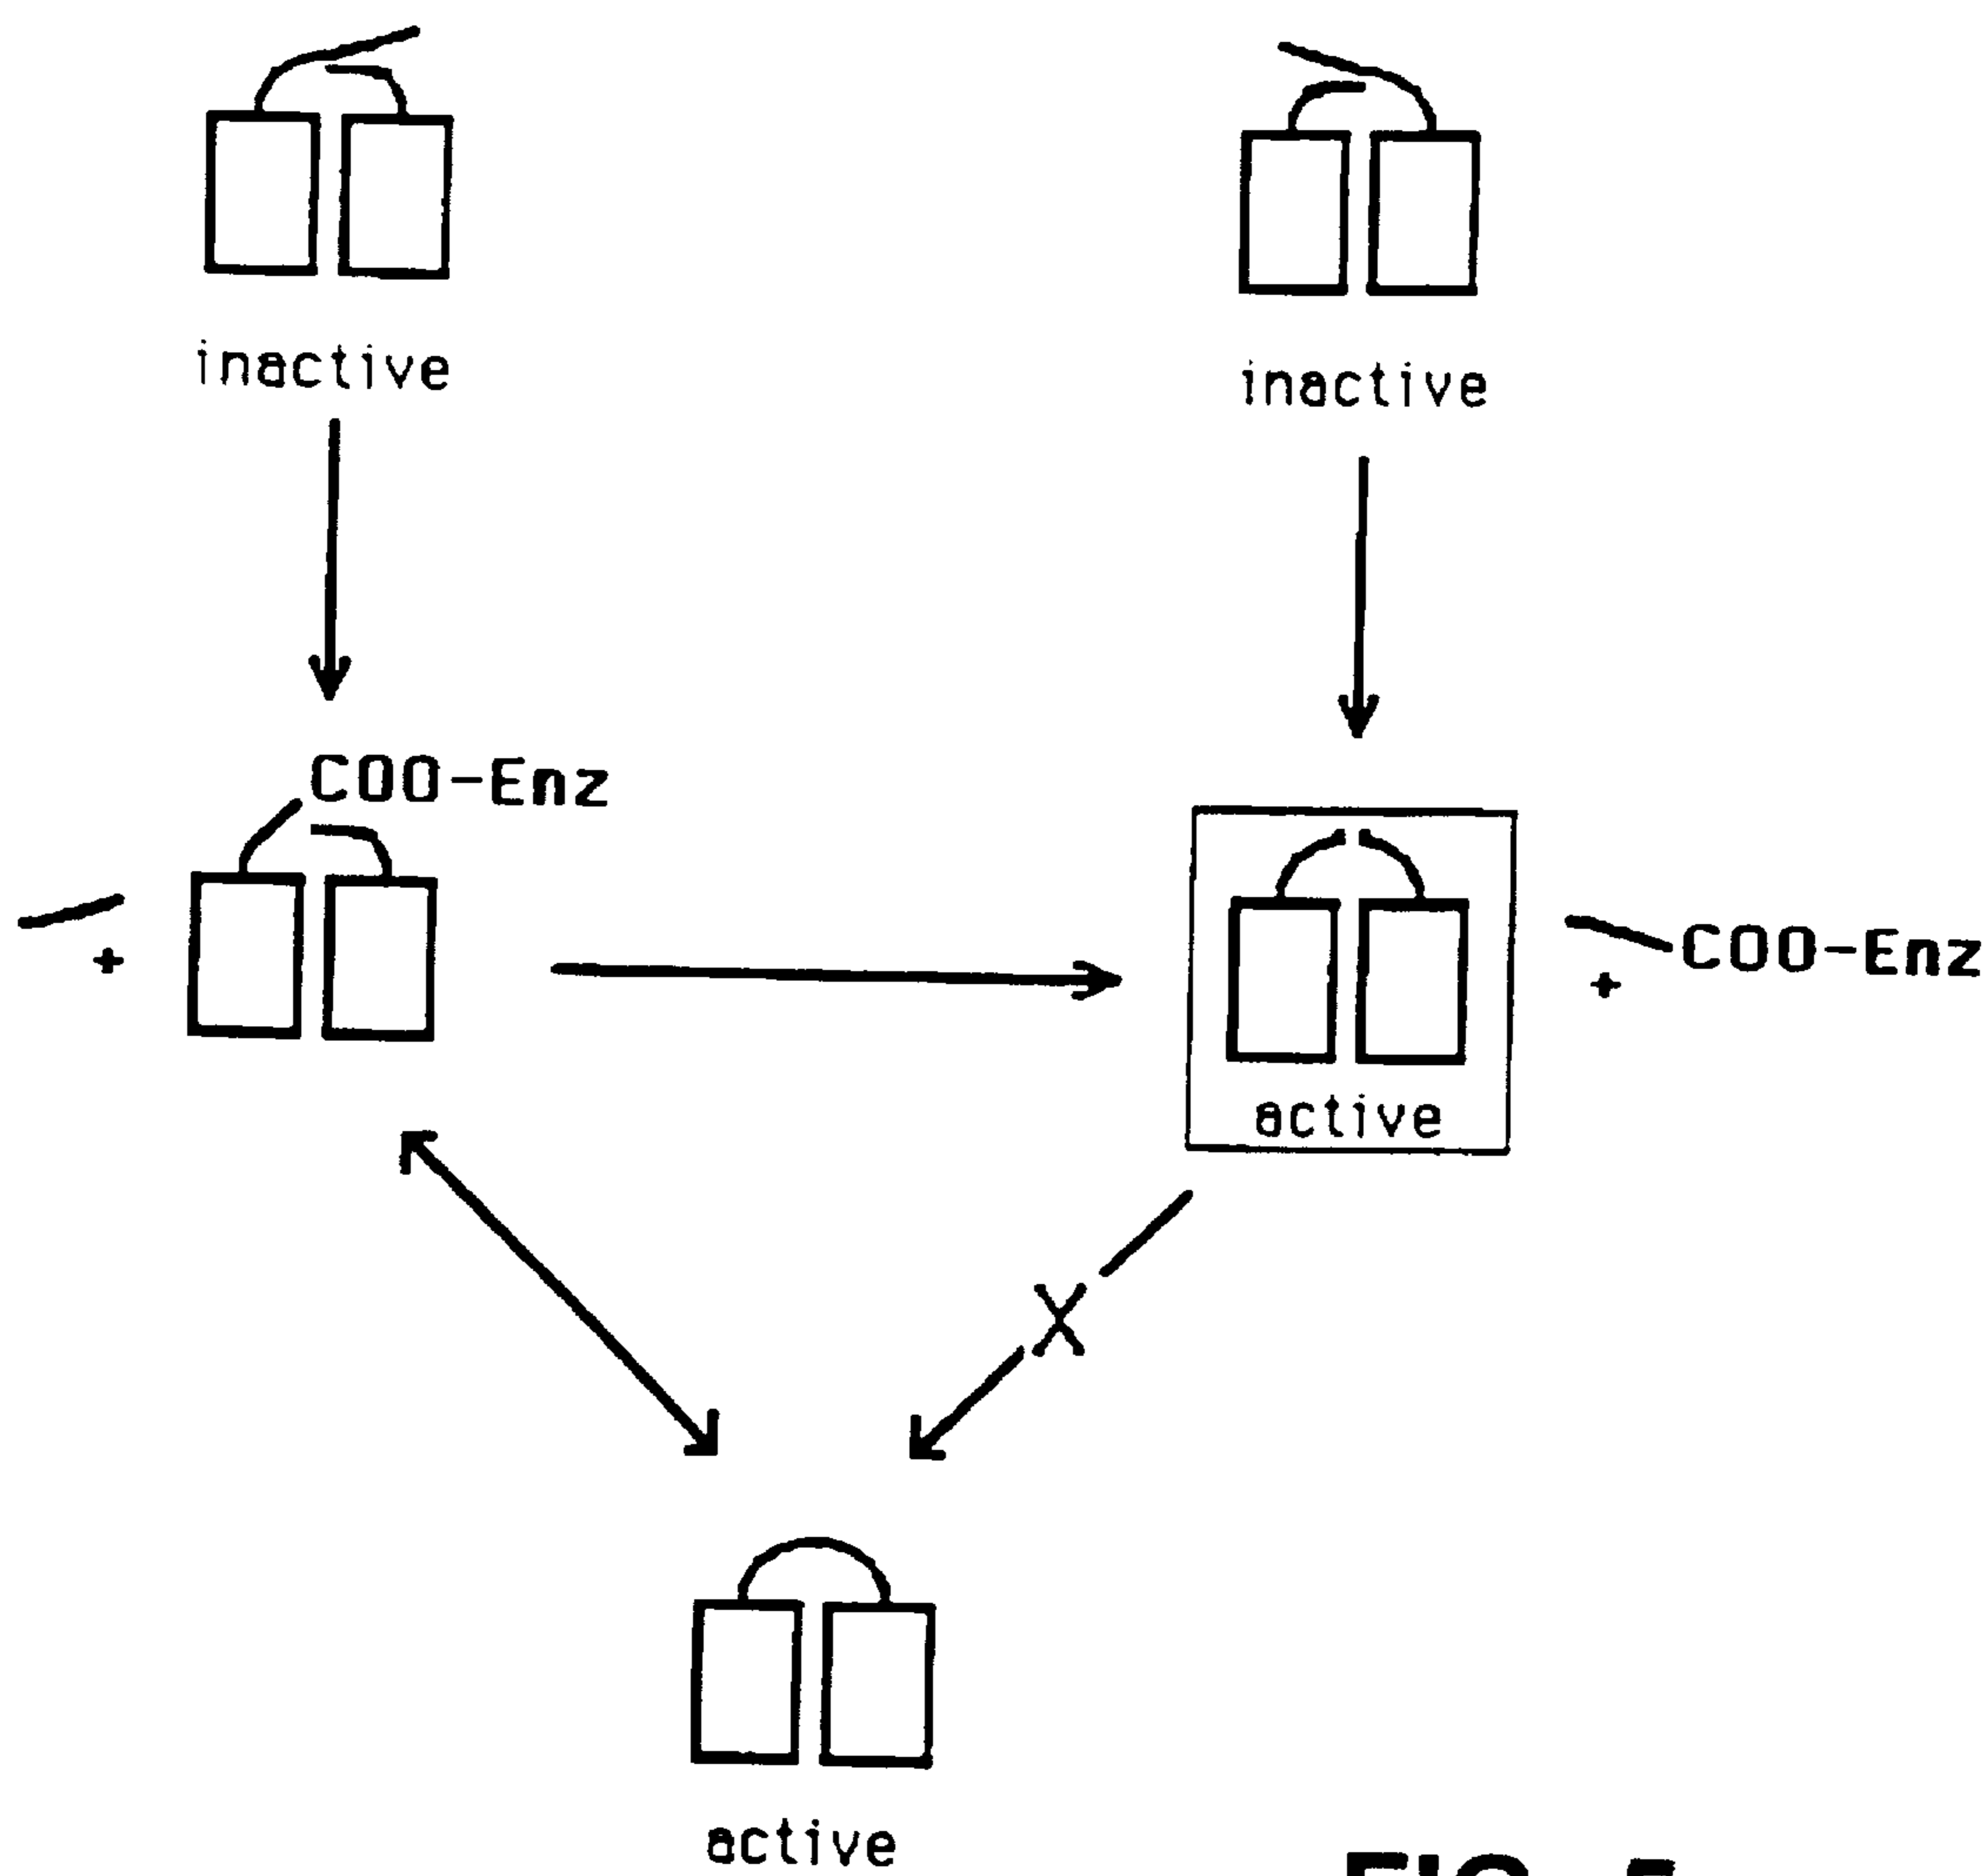 inactive
inactive
COO-Enz
+
active
COO-Enz
+
X
active